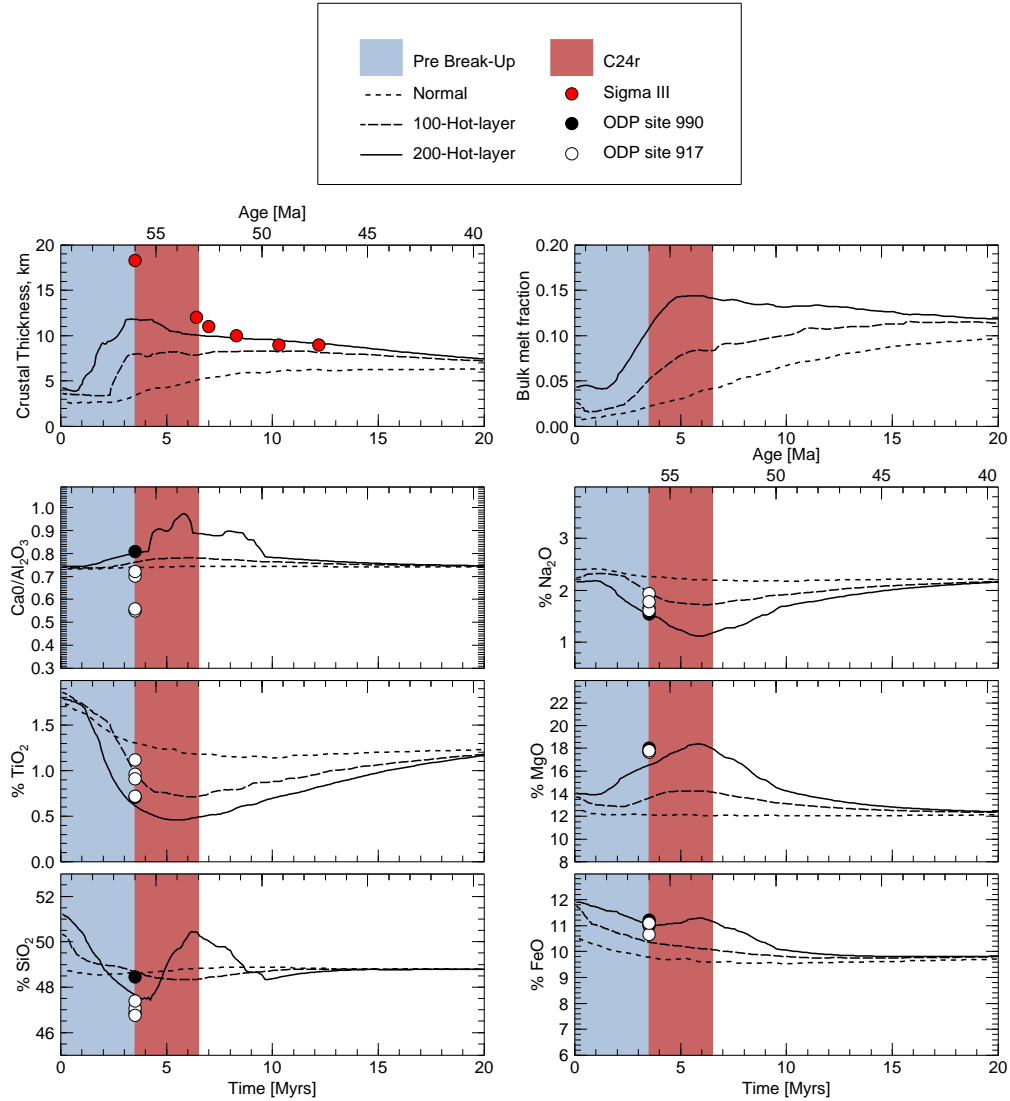 Pre Break-Up C24r
Normal Sigma III
100-Hot-layer ODP site 990
200-Hot-layer ODP site 917
Age [Ma]
55 49 43
20
15
10
5
0
Crustal Thickness, km
0 5 10 15 20
0.20
0.15
0.10
0.05
0.00
Bulk melt fraction
0 5 10 15 20
Age [Ma]
55 50 45 40
1.0
0.9
0.8
0.7
0.6
0.5
0.4
0.3
Ca0/Al2O3
3
2
1
% Na2O
1.5
1.0
0.5
0.0
% TiO2
22
20
18
16
14
12
10
8
% MgO
50
48
46
% SiO2
0 5 10 15 20
Time [Myrs]
12
11
10
9
8
7
6
% FeO
0 5 10 15 20
Time [Myrs]